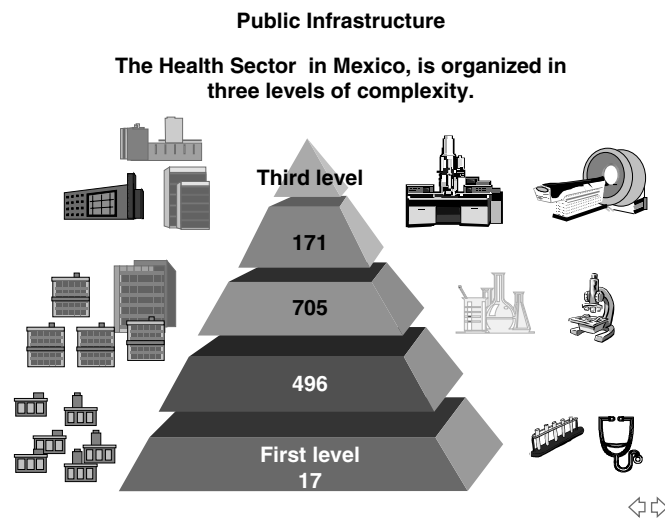 Public Infrastructure
The Health Sector in Mexico, is organized in
three levels of complexity.
Third level
171
705
496
First level
17